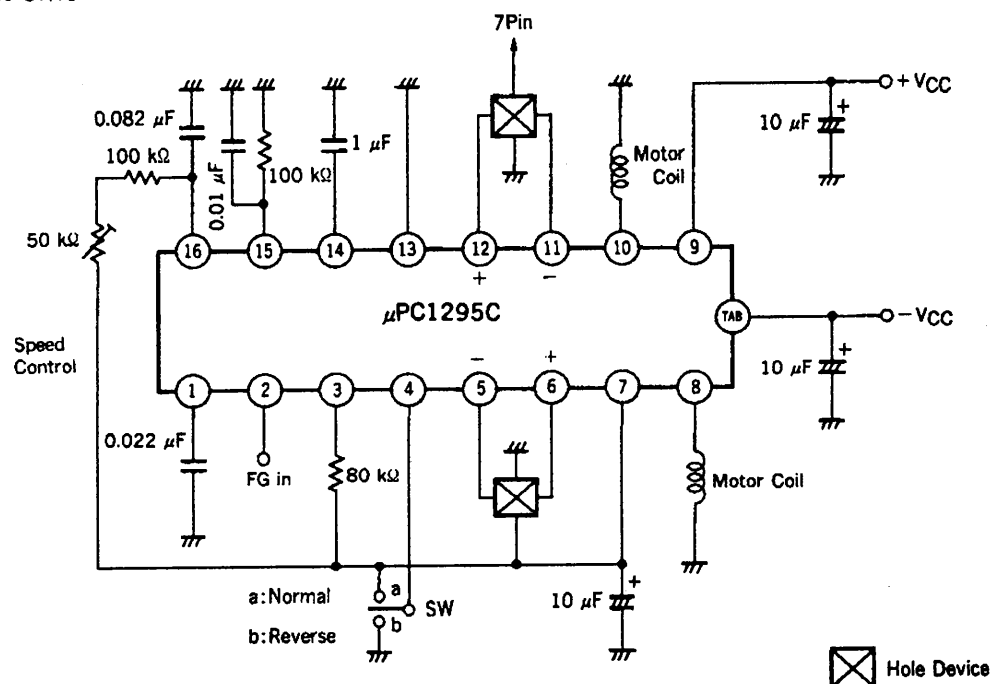 7Pin
+VCC
0.082 µF
1 µF
10 µF
100 kΩ
0.01 µF
100 kΩ
Motor
Coil
50 kΩ
16
15
14
13
12
11
10
9
+
−
µPC1295C
TAB
−VCC
Speed
Control
−
+
+
+
10 µF
1
2
3
4
5
6
7
8
0.022 µF
FG in
80 kΩ
Motor Coil
a:Normal
a
SW
10 µF
+
b:Reverse
b
Hole Device